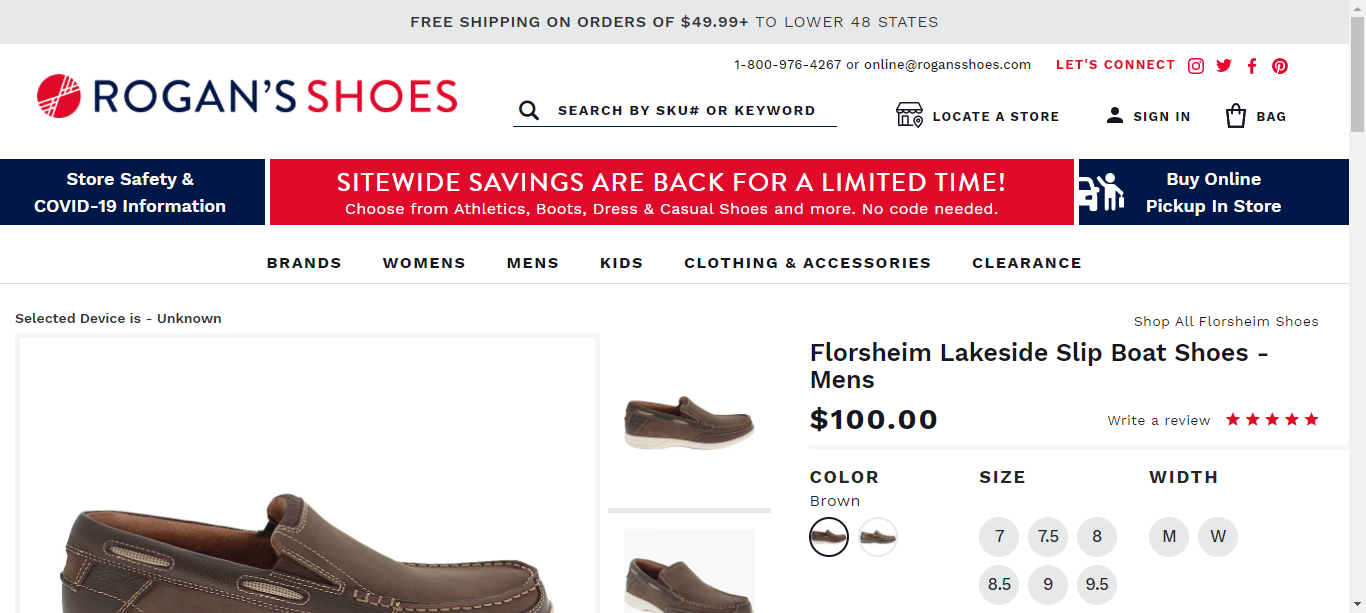 FREE SHIPPING ON ORDERS OF $49.99+ TO LOWER 48 STATES
1-800-976-4267 or online@rogansshoes.com
LET'S CONNECT
ROGAN'S SHOES
SEARCH BY SKU# OR KEYWORD
LOCATE A STORE
SIGN IN
BAG
Store Safety &
COVID-19 Information
SITEWIDE SAVINGS ARE BACK FOR A LIMITED TIME!
Choose from Athletics, Boots, Dress & Casual Shoes and more. No code needed.
Buy Online
Pickup In Store
BRANDS WOMENS MENS KIDS CLOTHING & ACCESSORIES CLEARANCE
Selected Device is - Unknown
Shop All Florsheim Shoes
Florsheim Lakeside Slip Boat Shoes -
Mens
$100.00
Write a review
COLOR
Brown
SIZE
7 7.5 8
8.5 9 9.5
WIDTH
M W